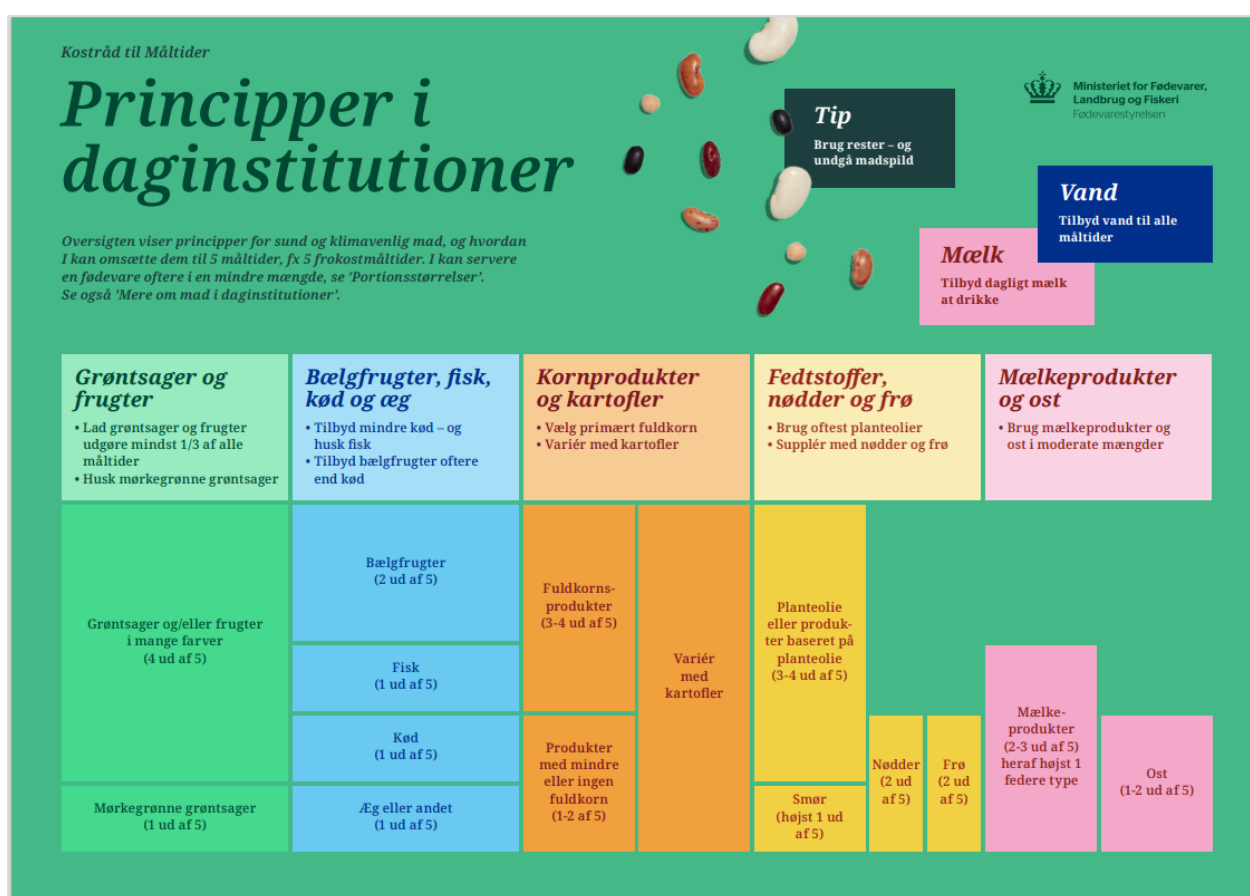 Kostråd til Måltider
Principper i
daginstitutioner
Oversigten viser principper for sund og klimavenlig mad, og hvordan
I kan omsætte dem til 5 måltider, fx 5 frokostmåltider. I kan servere
en fødevare oftere i en mindre mængde, se ’Portionsstørrelser’.
Se også ’Mere om mad i daginstitutioner’.
Tip
Brug rester – og
undgå madspild
Ministeriet for Fødevarer,
Landbrug og Fiskeri
Fødevarestyrelsen
Vand
Tilbyd vand til alle
måltider
Mælk
Tilbyd dagligt mælk
at drikke
Grøntsager og
frugter
• Lad grøntsager og frugter
udgøre mindst 1/3 af alle
måltider
• Husk mørkegrønne grøntsager
Grøntsager og/eller frugter
i mange farver
(4 ud af 5)
Mørkegrønne grøntsager
(1 ud af 5)
Bælgfrugter, fisk,
kød og æg
• Tilbyd mindre kød – og
husk fisk
• Tilbyd bælgfrugter oftere
end kød
Bælgfrugter
(2 ud af 5)
Fisk
(1 ud af 5)
Kød
(1 ud af 5)
Æg eller andet
(1 ud af 5)
Kornprodukter
og kartofler
• Vælg primært fuldkorn
• Variér med kartofler
Fuldkorns-
produkter
(3-4 ud af 5)
Produkter
med mindre
eller ingen
fuldkorn
(1-2 af 5)
Variér
med
kartofler
Fedtstoffer,
nødder og frø
• Brug oftest planteolier
• Supplér med nødder og frø
Planteolie
eller produk-
ter baseret på
planteolie
(3-4 ud af 5)
Smør
(højst 1 ud
af 5)
Nødder
(2 ud
af 5)
Frø
(2 ud
af 5)
Mælkeprodukter
og ost
• Brug mælkeprodukter og
ost i moderate mængder
Mælke-
produkter
(2-3 ud af 5)
heraf højst 1
federe type
Ost
(1-2 ud af 5)